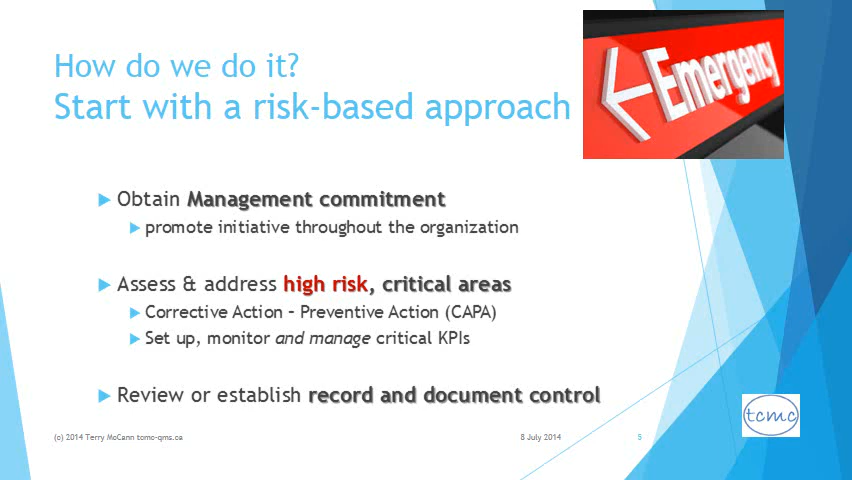 How do we do it?
Start with a risk-based approach
Emergency
Obtain Management commitment
promote initiative throughout the organization
Assess & address high risk, critical areas
Corrective Action – Preventive Action (CAPA)
Set up, monitor and manage critical KPIs
Review or establish record and document control
tcmc
(c) 2014 Terry McCann tcmc-qms.ca
8 July 2014
5